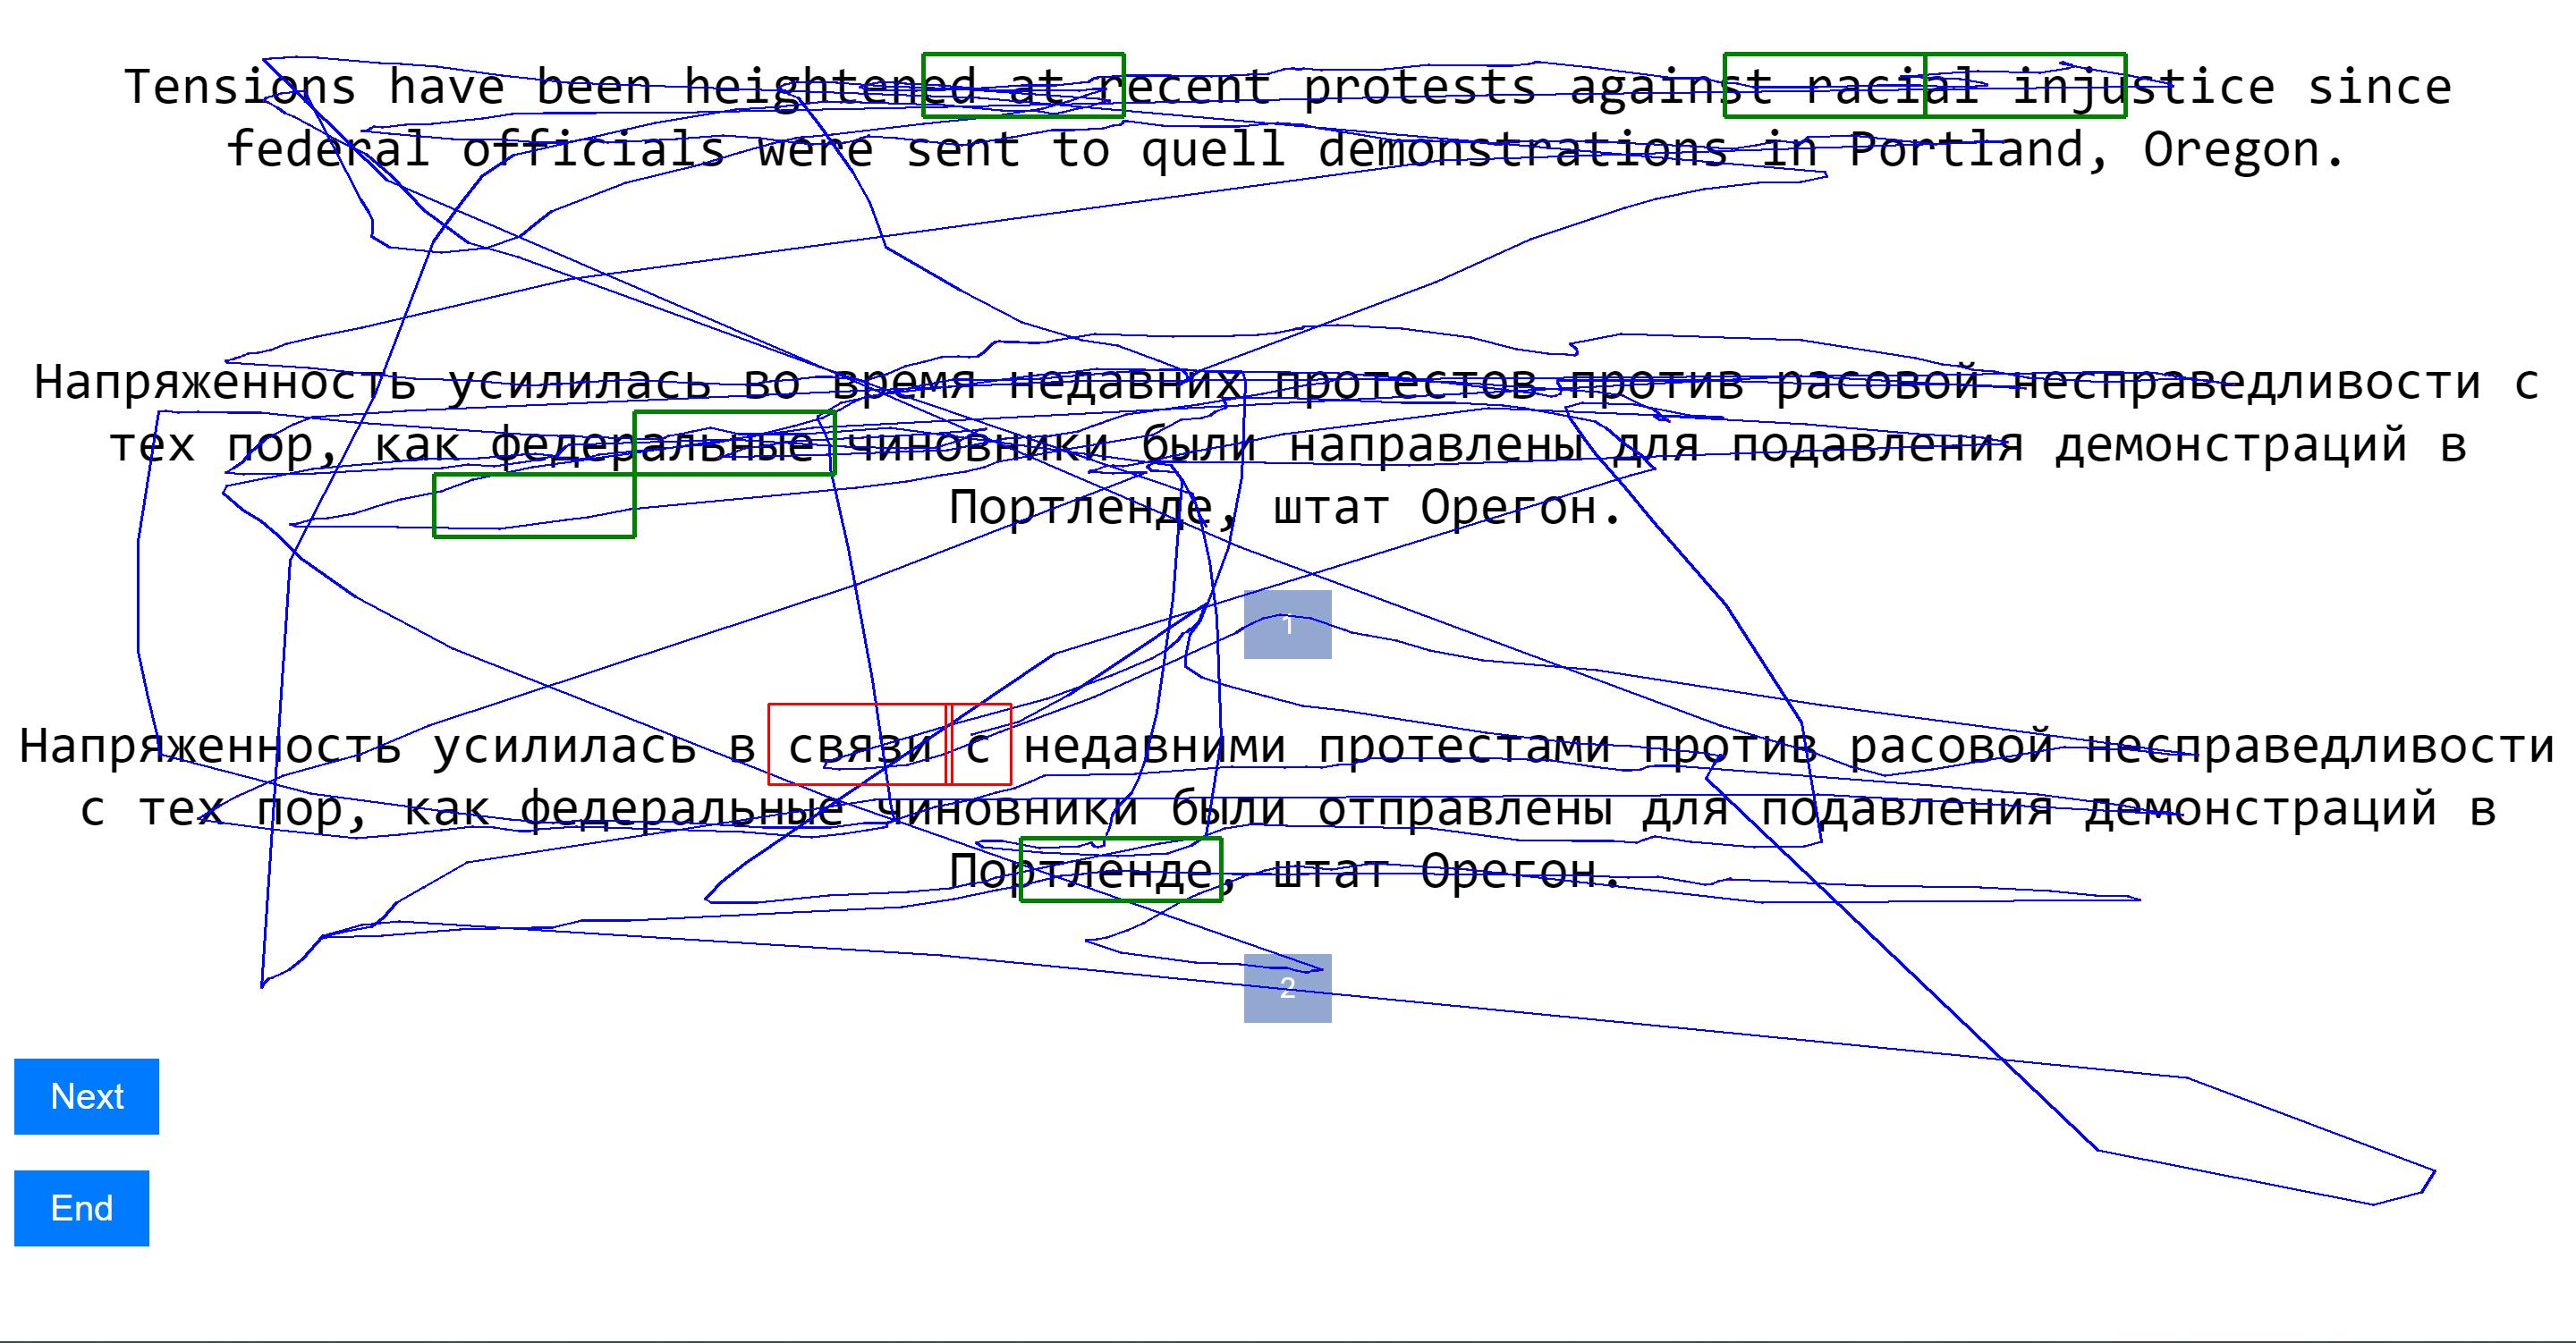 Tensions have been heightened at recent protests against racial injustice since
federal officials were sent to quell demonstrations in Portland, Oregon.
Напряженность усилилась во время недавних протестов против расовой несправедливости с
тех пор, как федеральные чиновники были направлены для подавления демонстраций в
Портленде, штат Орегон.
1
Напряженность усилилась в связи с недавними протестами против расовой несправедливости
с тех пор, как федеральные чиновники были отправлены для подавления демонстраций в
Портленде, штат Орегон.
2
Next
End